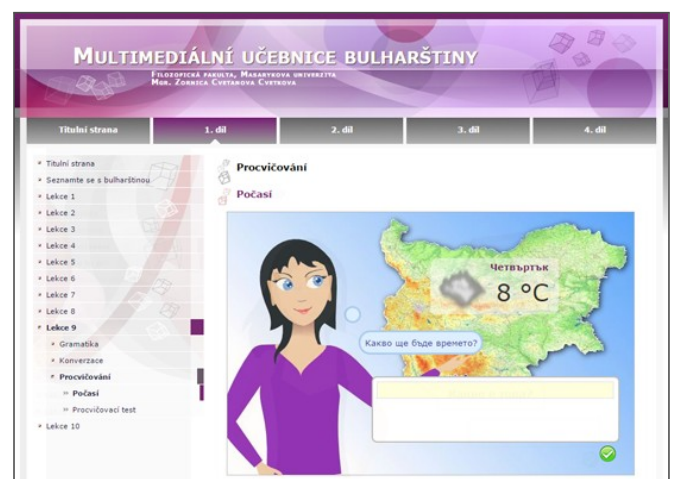 MULTIMEDIÁLNÍ UČEBNICE BULHARŠTINY
FILOZOFICKÁ FAKULTA, MASARYKOVA UNIVERZITA
MGR. ZORNICA CVETANOVA CVETKOVA
Titulní strana
1. díl
2. díl
3. díl
4. díl
Titulní strana
Seznamte se s bulharštinou
Lekce 1
Lekce 2
Lekce 3
Lekce 4
Lekce 5
Lekce 6
Lekce 7
Lekce 8
Lekce 9
Gramatika
Konverzace
Procvičování
Počasí
Procvičovací test
Lekce 10
Procvičování
Počasí
Четвъртък
8 °C
Какво ще бъде времето?